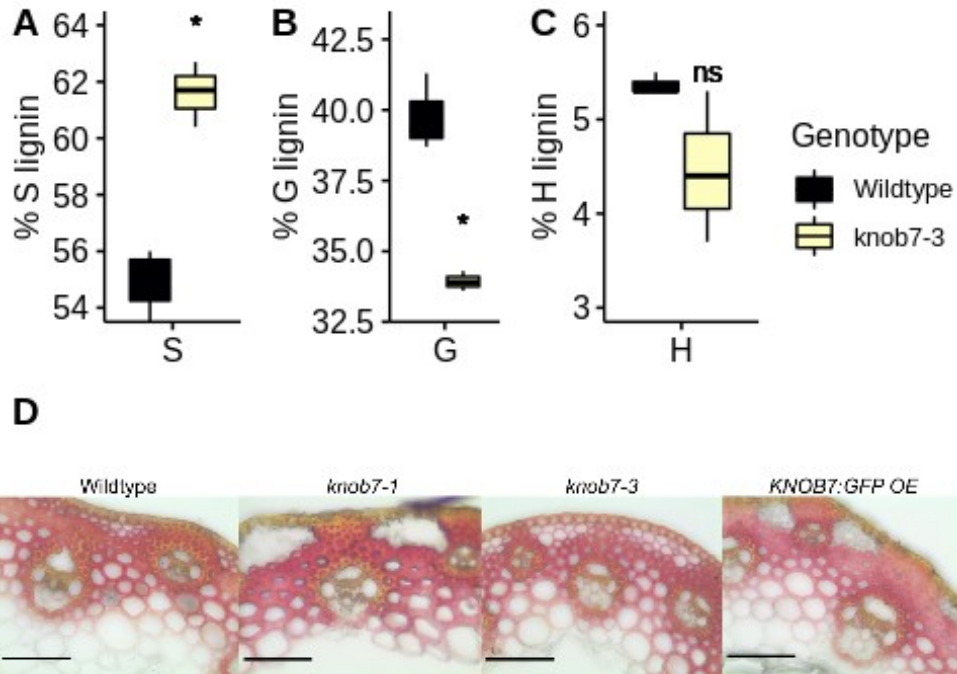 A
% S lignin
64
62
60
58
56
54
*
S
B
% G lignin
42.5
40.0
37.5
35.0
32.5
*
G
C
% H lignin
6
5
4
3
ns
H
Genotype
Wildtype
knob7-3
D
Wildtype
knob7-1
knob7-3
KNOB7:GFP OE